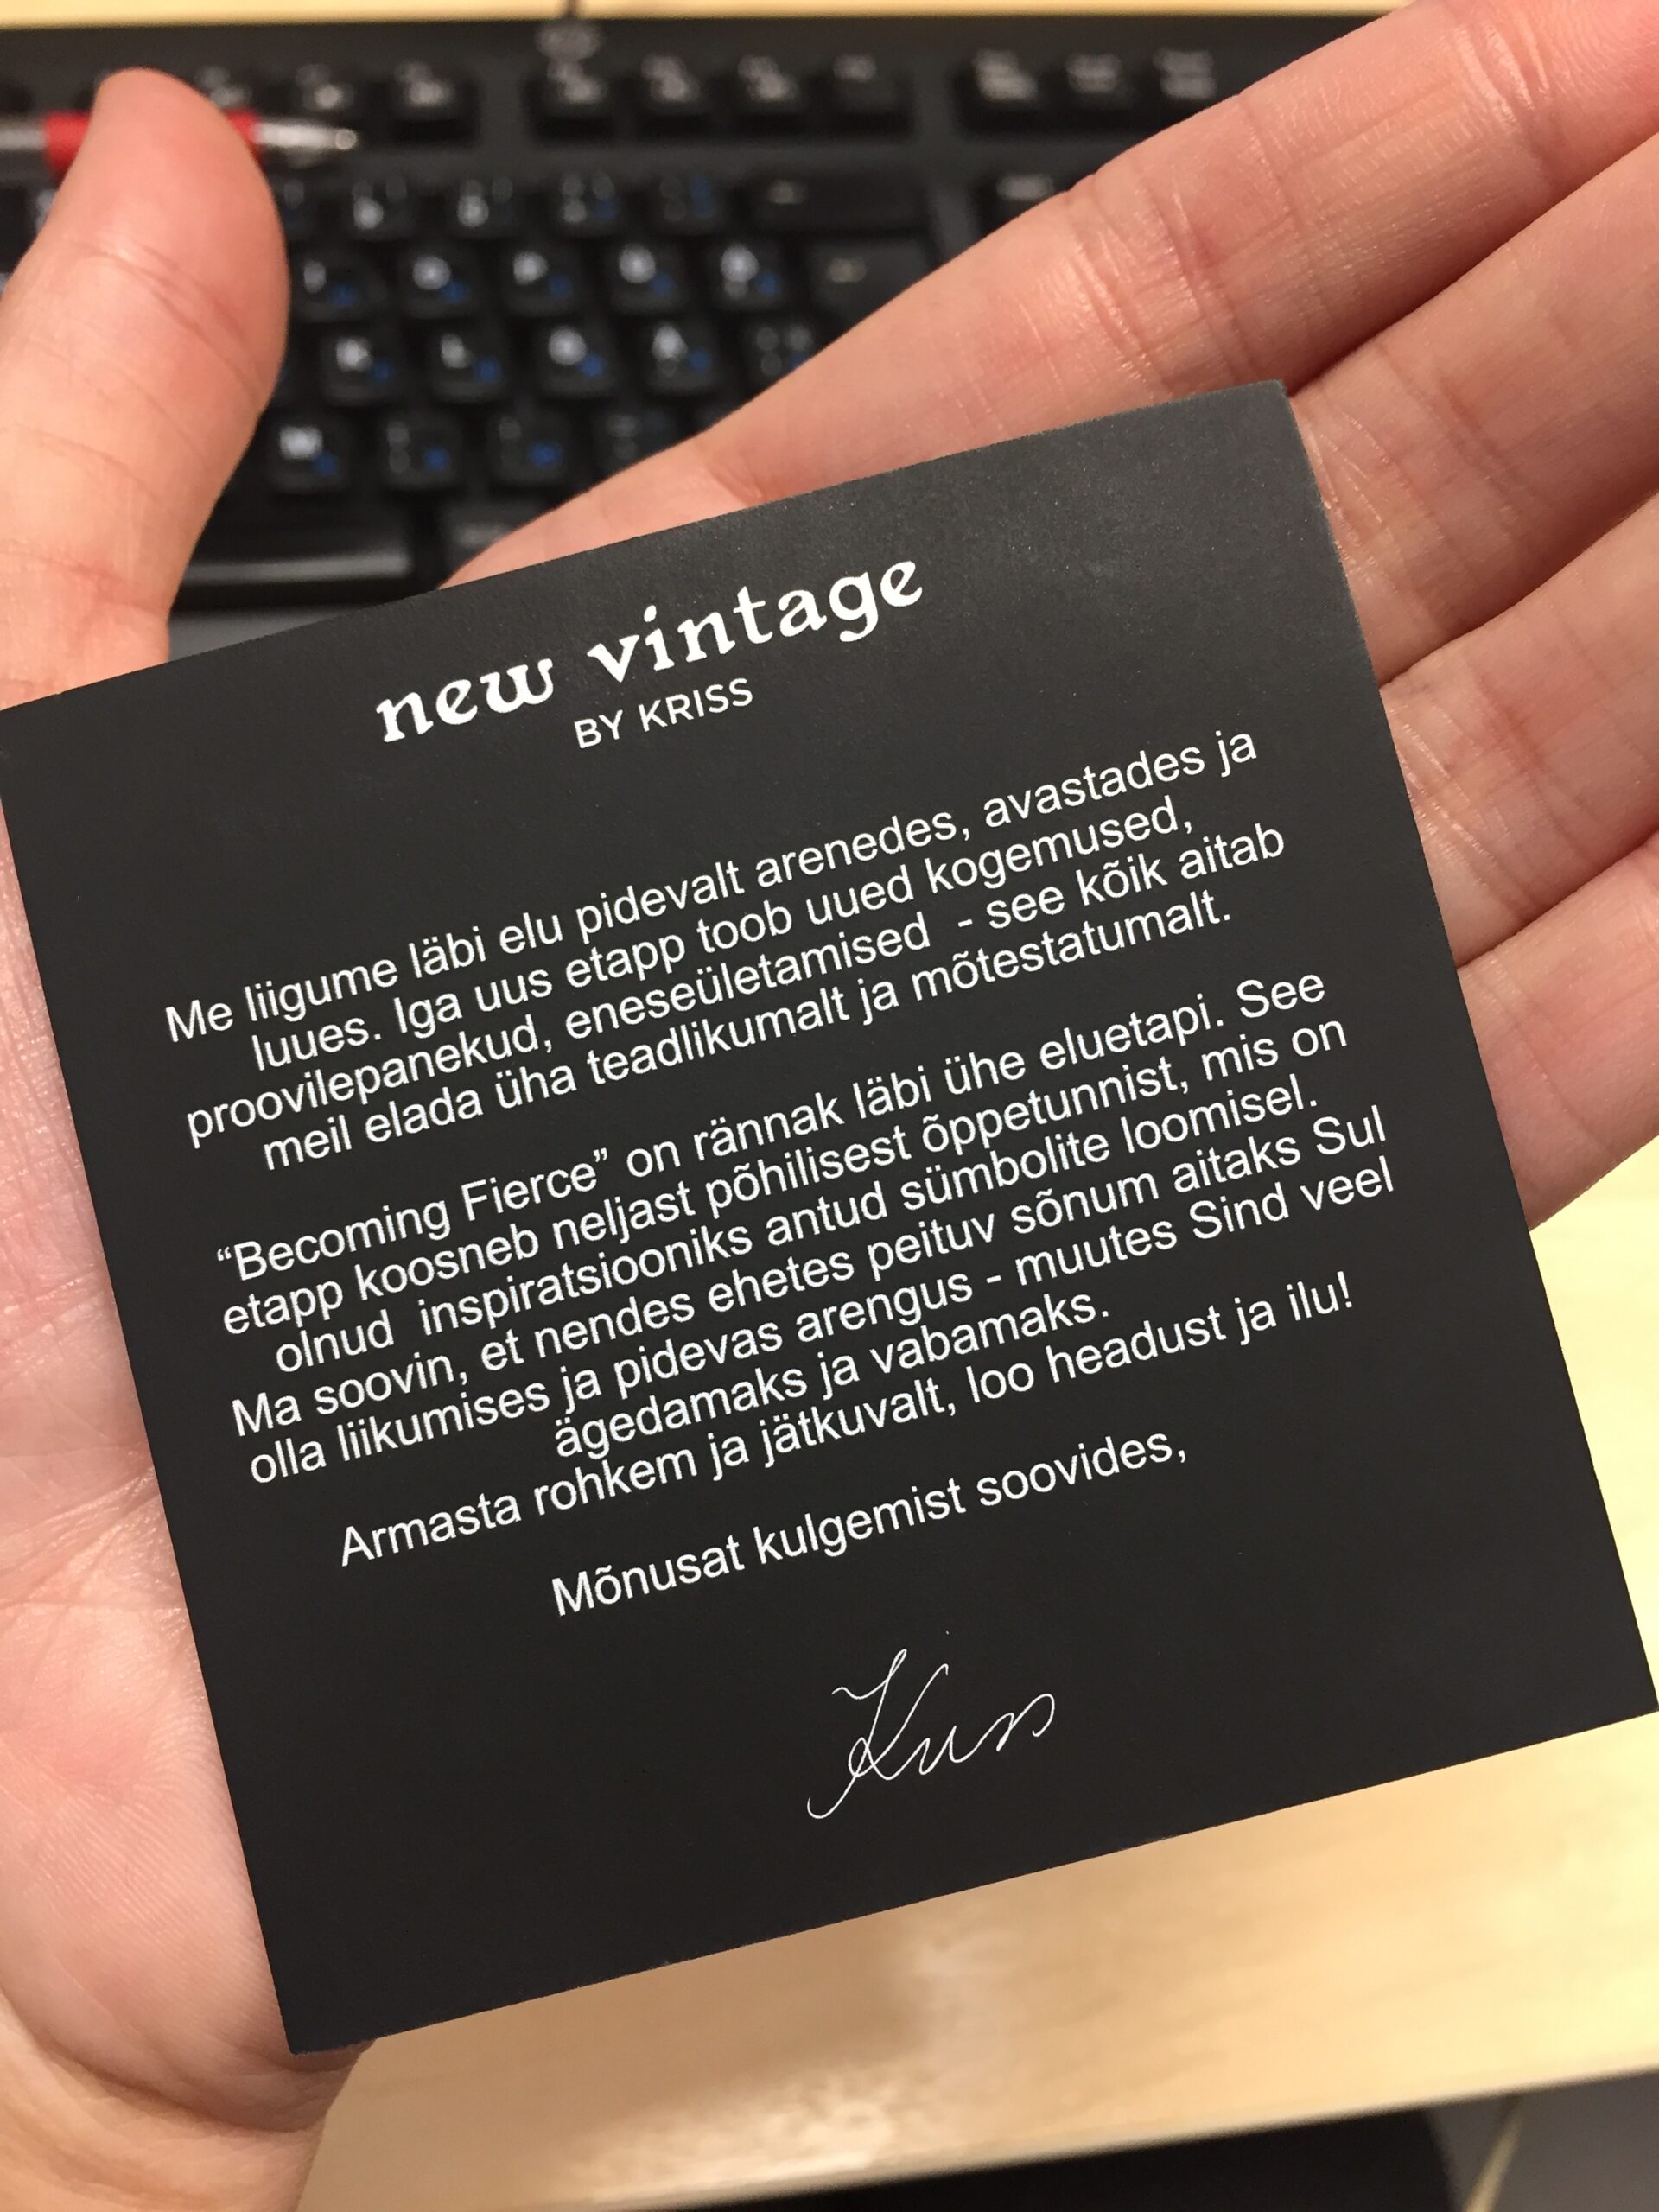 new vintage
BY KRISS
Me liigume läbi elu pidevalt arenedes, avastades ja
luues. Iga uus etapp toob uued kogemused,
proovilepanekud, eneseületamised - see kõik aitab
meil elada üha teadlikumalt ja mõtestatumalt.
“Becoming Fierce” on rännak läbi ühe eluetapi. See
etapp koosneb neljast põhilisest õppetunnist, mis on
olnud inspiratsiooniks antud sümbolite loomisel.
Ma soovin, et nendes ehetes peituv sõnum aitaks Sul
olla liikumises ja pidevas arengus - muutes Sind veel
ägedamaks ja vabamaks.
Armasta rohkem ja jätkuvalt, loo headust ja ilu!
Mõnusat kulgemist soovides,
Kriss